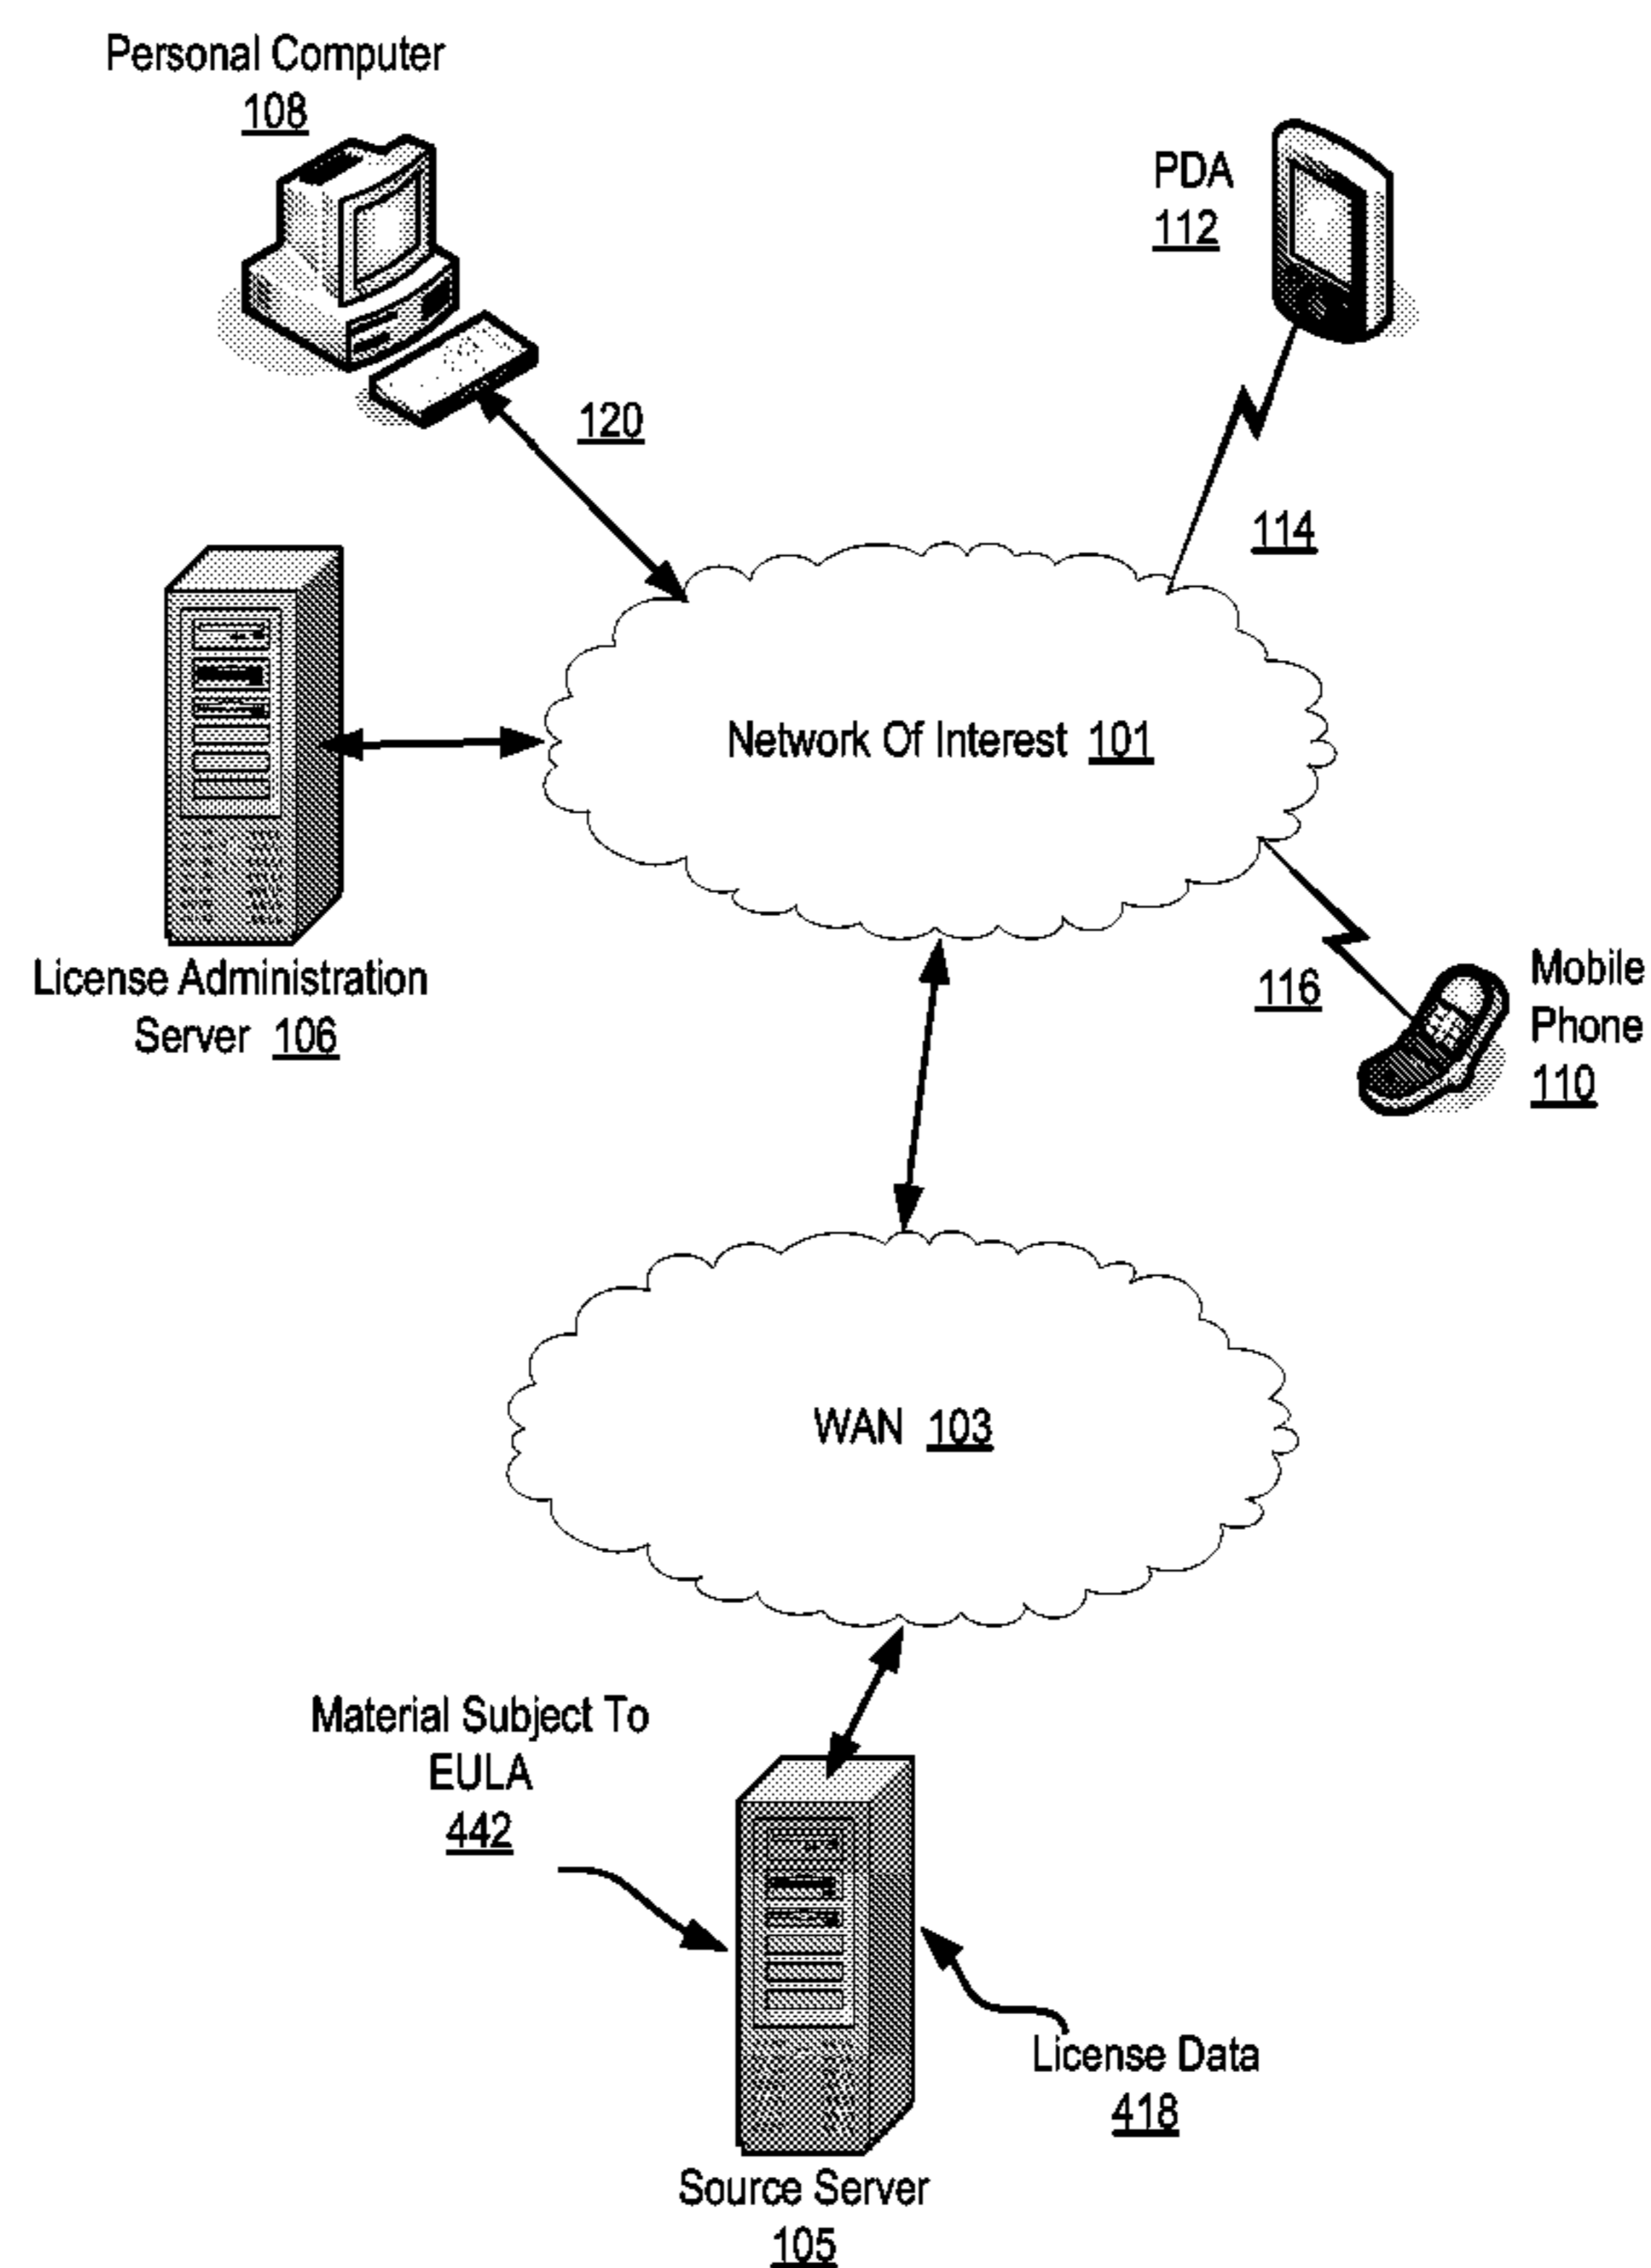 Personal Computer
108
PDA
112
120
114
Network Of Interest 101
License Administration
Server 106
116
Mobile
Phone
110
WAN 103
Material Subject To
EULA
442
License Data
418
Source Server
105